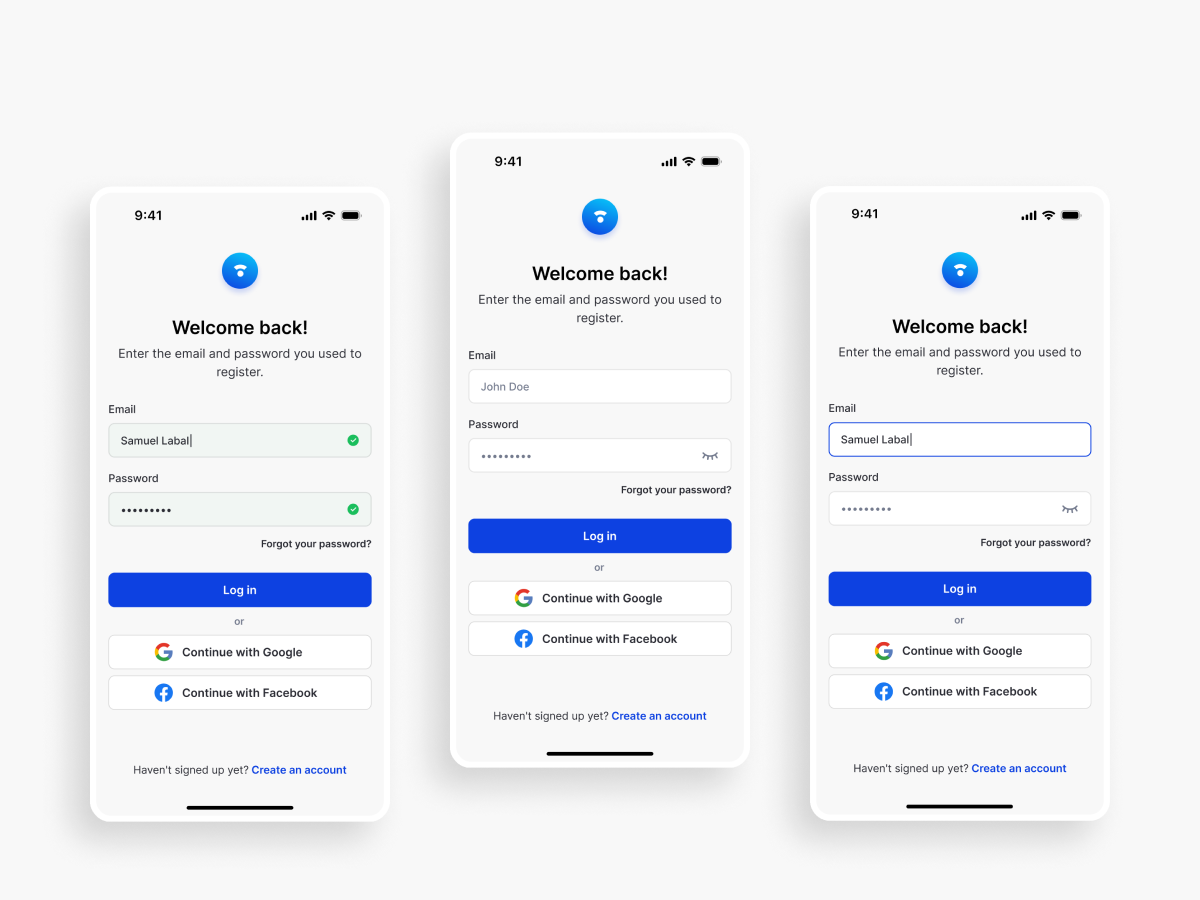 9:41
Welcome back!
Enter the email and password you used to
register.
Email
Samuel Labal
Password
•••••••••
Forgot your password?
Log in
or
Continue with Google
Continue with Facebook
Haven't signed up yet? Create an account
9:41
Welcome back!
Enter the email and password you used to
register.
Email
John Doe
Password
•••••••••
Forgot your password?
Log in
or
Continue with Google
Continue with Facebook
Haven't signed up yet? Create an account
9:41
Welcome back!
Enter the email and password you used to
register.
Email
Samuel Labal
Password
•••••••••
Forgot your password?
Log in
or
Continue with Google
Continue with Facebook
Haven't signed up yet? Create an account